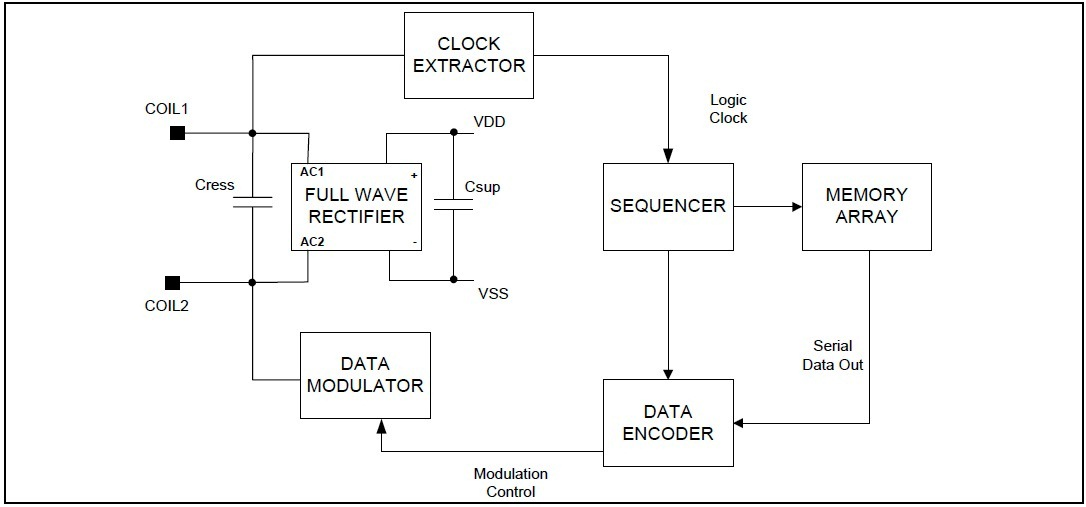 CLOCK
EXTRACTOR
Logic
Clock
COIL1
VDD
AC1
+
Cress
FULL WAVE
RECTIFIER
Csup
SEQUENCER
MEMORY
ARRAY
AC2
-
COIL2
VSS
DATA
MODULATOR
Serial
Data Out
DATA
ENCODER
Modulation
Control